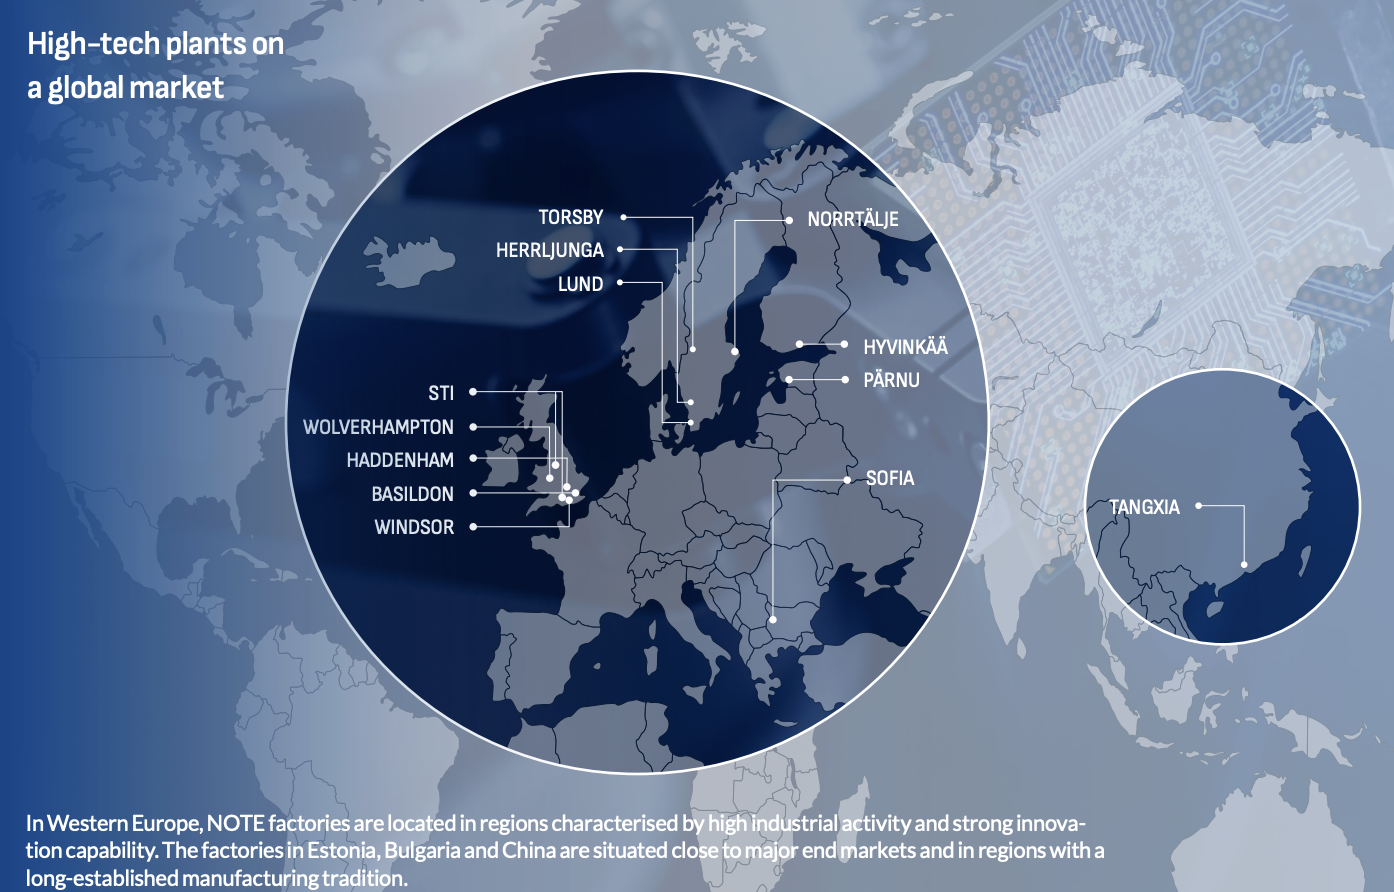 High-tech plants on
a global market
TORSBY
NORRTÄLJE
HERRLJUNGA
LUND
HYVINKÄÄ
PÄRNU
STI
WOLVERHAMPTON
HADDENHAM
BASILDON
WINDSOR
SOFIA
TANGXIA
In Western Europe, NOTE factories are located in regions characterised by high industrial activity and strong innova-
tion capability. The factories in Estonia, Bulgaria and China are situated close to major end markets and in regions with a
long-established manufacturing tradition.